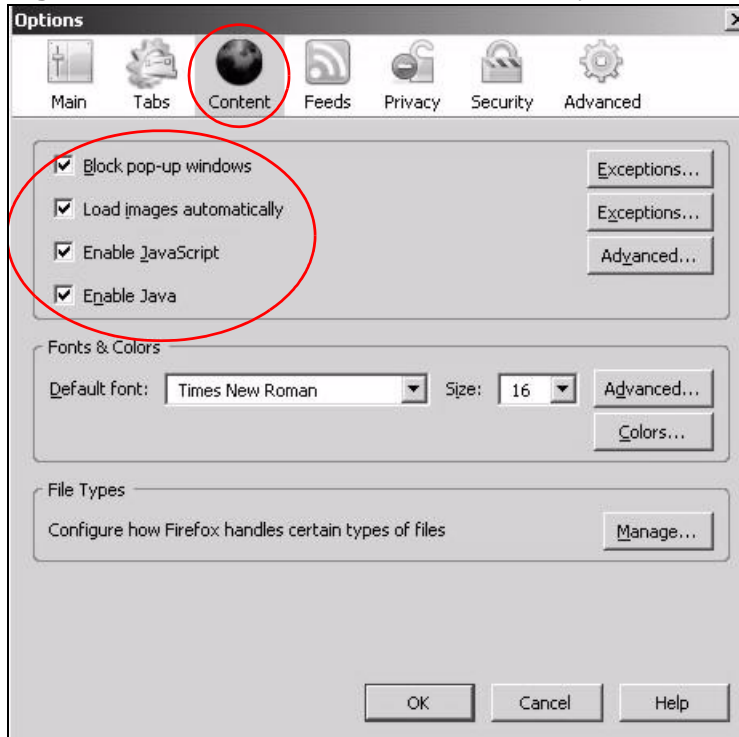 Options
Main Tabs Content Feeds Privacy Security Advanced
Block pop-up windows Exceptions...
Load images automatically Exceptions...
Enable JavaScript Advanced...
Enable Java
Fonts & Colors
Default font: Times New Roman Size: 16 Advanced...
Colors...
File Types
Configure how Firefox handles certain types of files Manage...
OK Cancel Help